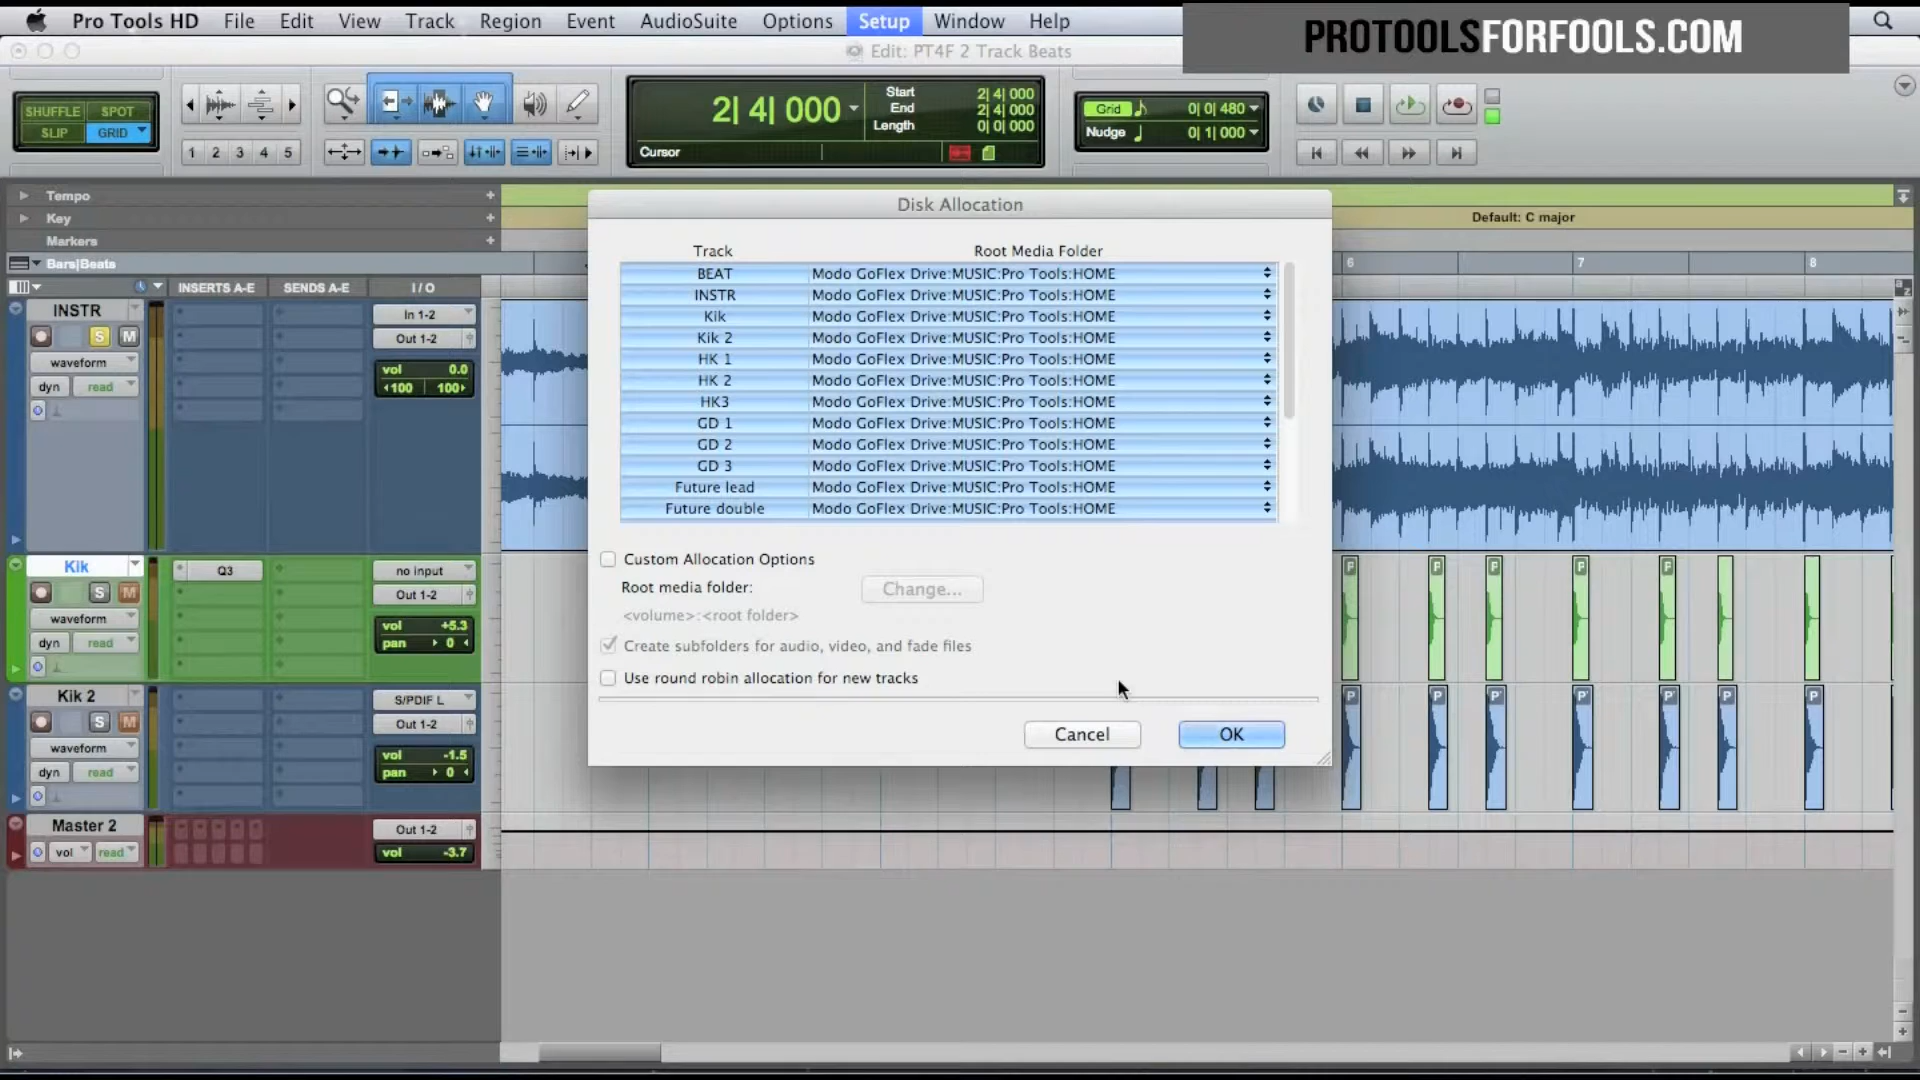 Pro Tools HD File Edit View Track Region Event AudioSuite Options Setup Window Help
PROTOOLSFORFOOLS.COM
Edit: PT4F 2 Track Beats
SHUFFLE SPOT
SLIP GRID
1 2 3 4 5
2| 4| 000
Start 2| 4| 000
End 2| 4| 000
Length 0| 0| 000
Cursor
Grid 0| 0| 480
Nudge 0| 1| 000
Tempo
Key
Default: C major
Markers
Bars|Beats
6 7 8
INSERTS A-E SENDS A-E I / O
INSTR
In 1-2
S M
Out 1-2
waveform
vol 0.0
dyn read
100 100
Kik
Q3
no input
S M
Out 1-2
waveform
vol +5.3
dyn read
pan 0
P P P P P
Kik 2
S/PDIF L
S M
Out 1-2
waveform
vol -1.5
dyn read
pan 0
P P P P P P P
Master 2
Out 1-2
vol read
vol -3.7
Disk Allocation
Track Root Media Folder
BEAT Modo GoFlex Drive:MUSIC:Pro Tools:HOME
INSTR Modo GoFlex Drive:MUSIC:Pro Tools:HOME
Kik Modo GoFlex Drive:MUSIC:Pro Tools:HOME
Kik 2 Modo GoFlex Drive:MUSIC:Pro Tools:HOME
HK 1 Modo GoFlex Drive:MUSIC:Pro Tools:HOME
HK 2 Modo GoFlex Drive:MUSIC:Pro Tools:HOME
HK3 Modo GoFlex Drive:MUSIC:Pro Tools:HOME
GD 1 Modo GoFlex Drive:MUSIC:Pro Tools:HOME
GD 2 Modo GoFlex Drive:MUSIC:Pro Tools:HOME
GD 3 Modo GoFlex Drive:MUSIC:Pro Tools:HOME
Future lead Modo GoFlex Drive:MUSIC:Pro Tools:HOME
Future double Modo GoFlex Drive:MUSIC:Pro Tools:HOME
Custom Allocation Options
Root media folder: Change...
<volume>:<root folder>
Create subfolders for audio, video, and fade files
Use round robin allocation for new tracks
Cancel OK